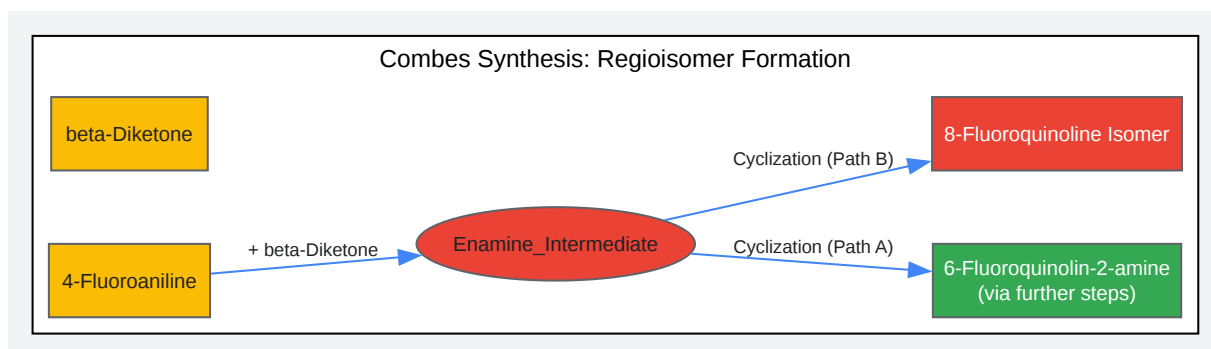 Combes Synthesis: Regioisomer Formation
beta-Diketone
8-Fluoroquinoline Isomer
Cyclization (Path B)
4-Fluoroaniline
+ beta-Diketone
Enamine_Intermediate
Cyclization (Path A)
6-Fluoroquinolin-2-amine
(via further steps)